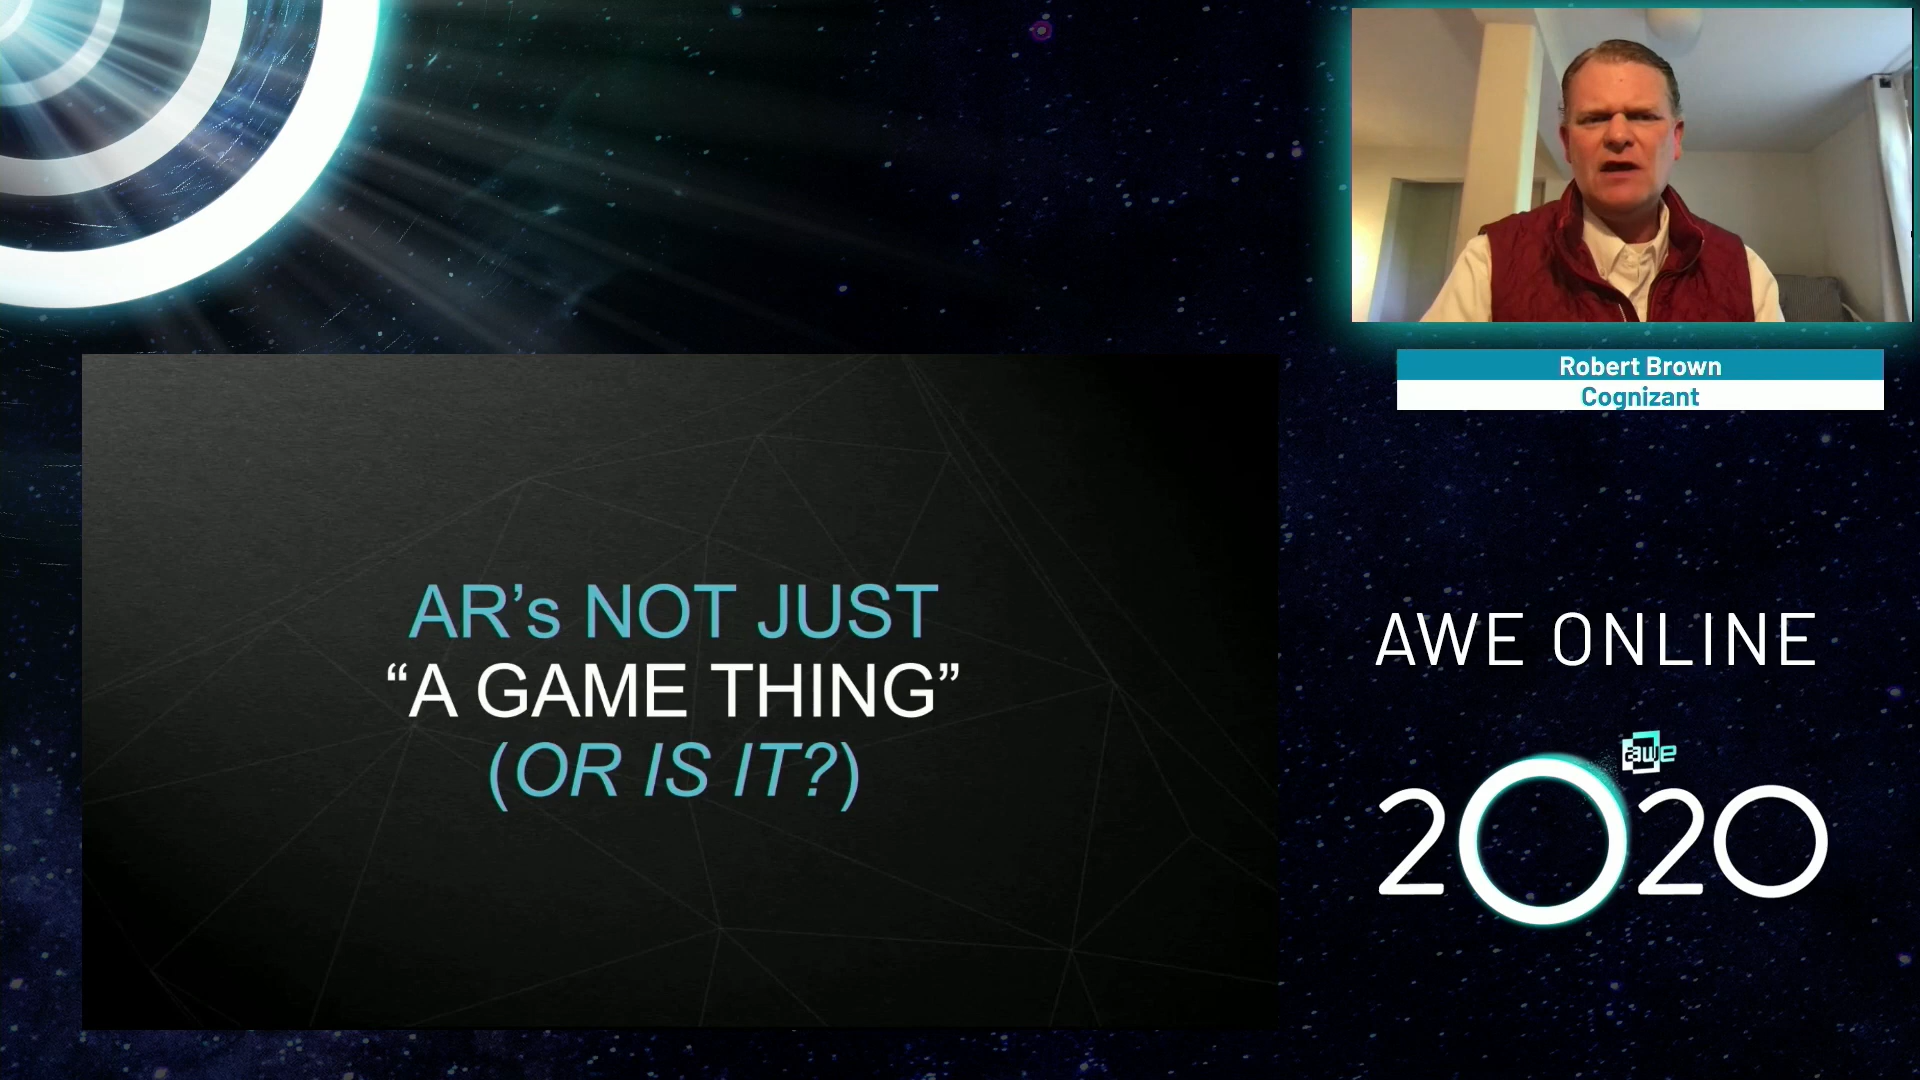 Robert Brown
Cognizant
AR’s NOT JUST
“A GAME THING”
(OR IS IT?)
AWE ONLINE
awe
2020